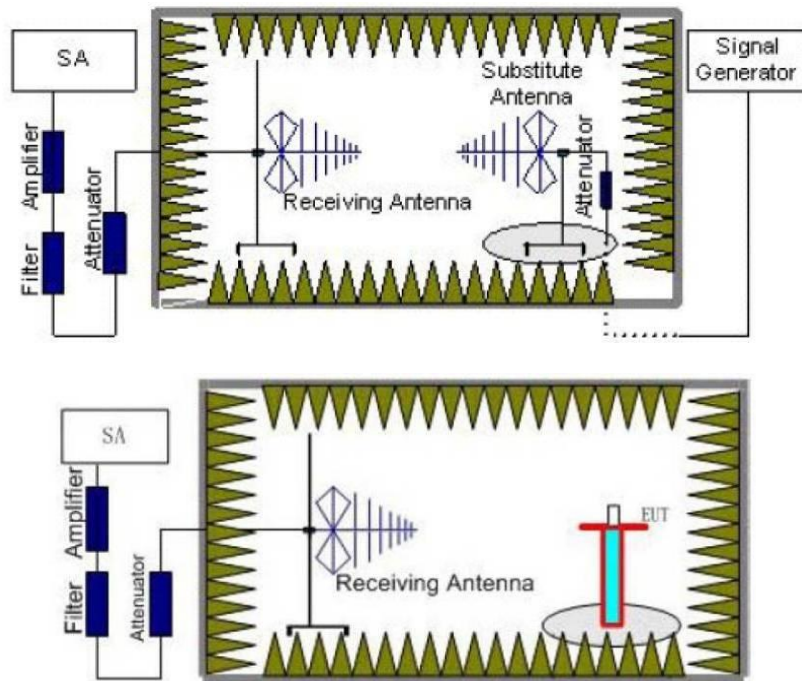 SA
Amplifier
Filter
Attenuator
Receiving Antenna
Substitute
Antenna
Attenuator
Signal
Generator
SA
Amplifier
Filter
Attenuator
Receiving Antenna
EUT